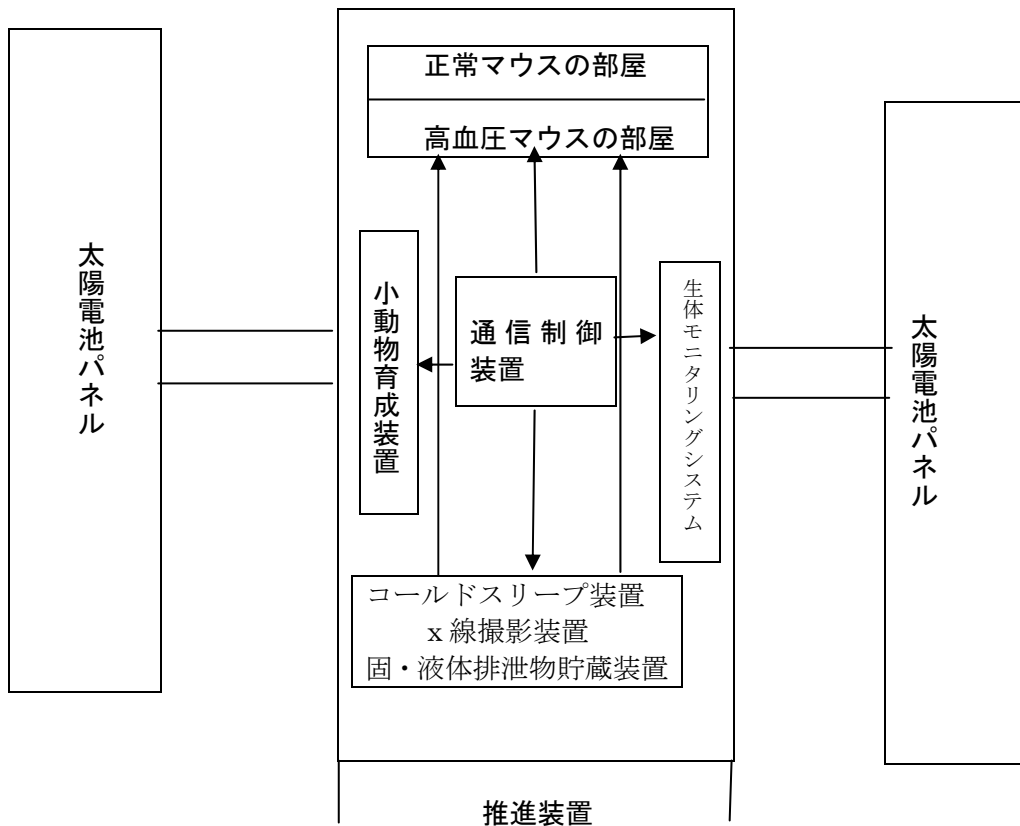 正常マウスの部屋
高血圧マウスの部屋
太陽電池パネル
小動物育成装置
通信制御
装置
生体モニタリングシステム
太陽電池パネル
コールドスリープ装置
x線撮影装置
固・液体排泄物貯蔵装置
推進装置